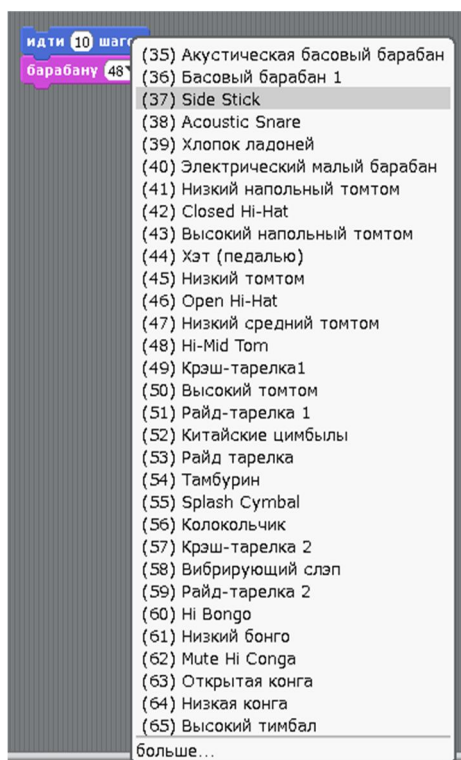 идти 10 шаго
барабану 48
(35) Акустическая басовый барабан
(36) Басовый барабан 1
(37) Side Stick
(38) Acoustic Snare
(39) Хлопок ладоней
(40) Электрический малый барабан
(41) Низкий напольный томтом
(42) Closed Hi-Hat
(43) Высокий напольный томтом
(44) Хэт (педалью)
(45) Низкий томтом
(46) Open Hi-Hat
(47) Низкий средний томтом
(48) Hi-Mid Tom
(49) Крэш-тарелка1
(50) Высокий томтом
(51) Райд-тарелка 1
(52) Китайские цимбылы
(53) Райд тарелка
(54) Тамбурин
(55) Splash Cymbal
(56) Колокольчик
(57) Крэш-тарелка 2
(58) Вибрирующий слэп
(59) Райд-тарелка 2
(60) Hi Bongo
(61) Низкий бонго
(62) Mute Hi Conga
(63) Открытая конга
(64) Низкая конга
(65) Высокий тимбал
больше...